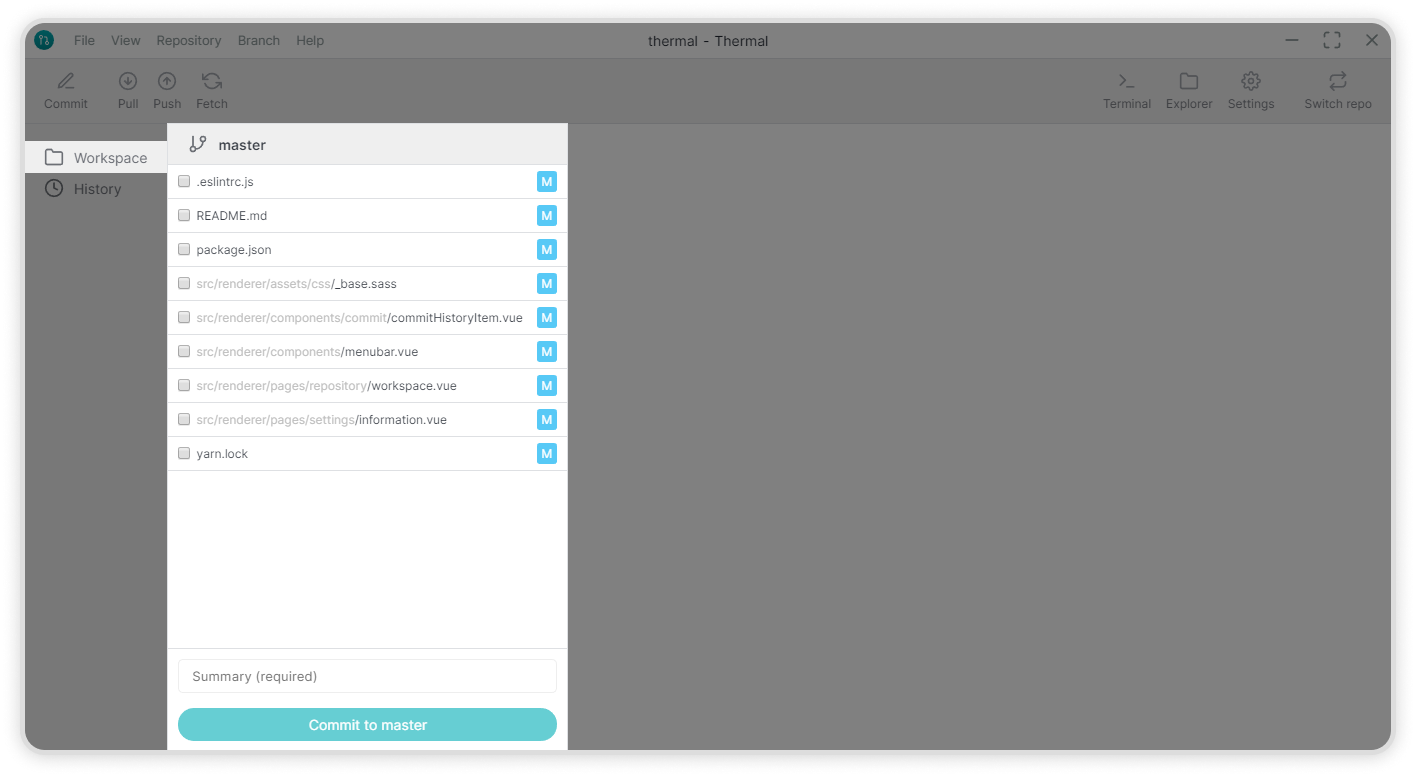 File View Repository Branch Help thermal - Thermal
Commit Pull Push Fetch Terminal Explorer Settings Switch repo
Workspace
History
master
.eslintrc.js M
README.md M
package.json M
src/renderer/assets/css/_base.sass M
src/renderer/components/commit/commitHistoryItem.vue M
src/renderer/components/menubar.vue M
src/renderer/pages/repository/workspace.vue M
src/renderer/pages/settings/information.vue M
yarn.lock M
Summary (required)
Commit to master